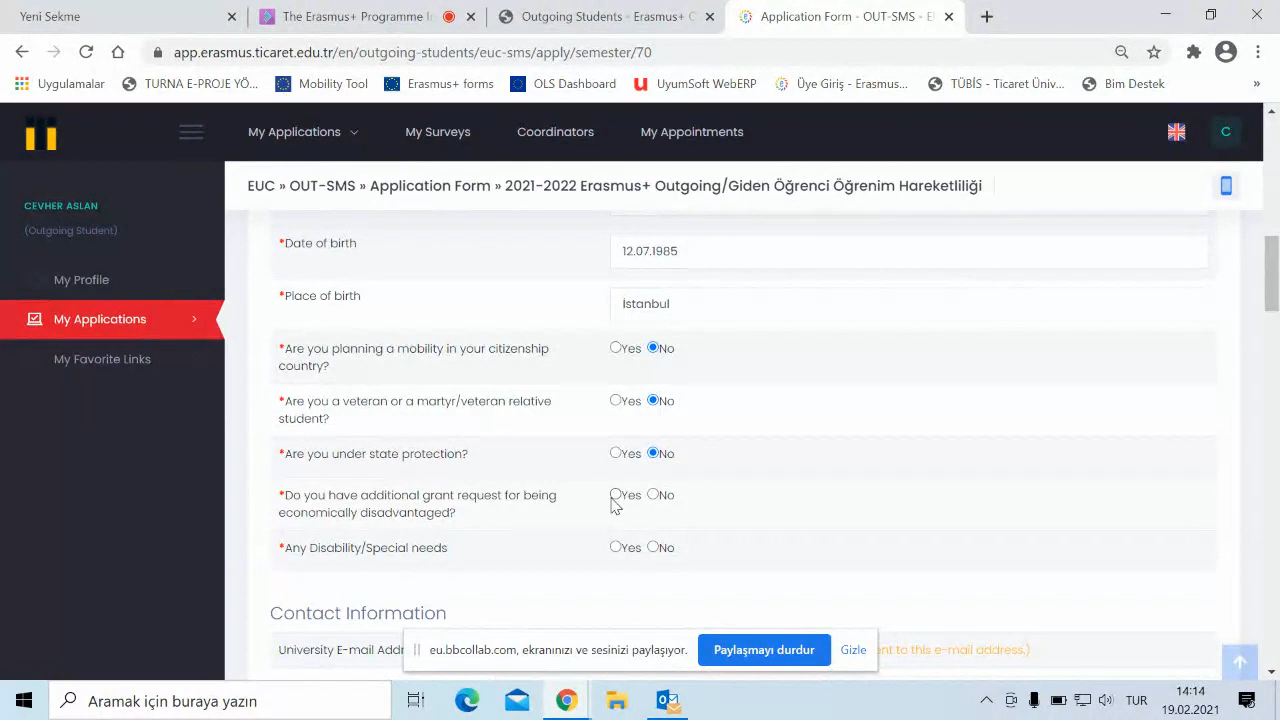 Yeni Sekme
The Erasmus+ Programme I
Outgoing Students - Erasmus+ C
Application Form - OUT-SMS - E
app.erasmus.ticaret.edu.tr/en/outgoing-students/euc-sms/apply/semester/70
Uygulamalar
TURNA E-PROJE YÖ...
Mobility Tool
Erasmus+ forms
OLS Dashboard
UyumSoft WebERP
Üye Giriş - Erasmus...
TÜBİS - Ticaret Üniv...
Bim Destek
»
My Applications
My Surveys
Coordinators
My Appointments
C
EUC » OUT-SMS » Application Form » 2021-2022 Erasmus+ Outgoing/Giden Öğrenci Öğrenim Hareketliliği
CEVHER ASLAN
(Outgoing Student)
My Profile
My Applications
My Favorite Links
*Date of birth
12.07.1985
*Place of birth
İstanbul
*Are you planning a mobility in your citizenship
country?
Yes No
*Are you a veteran or a martyr/veteran relative
student?
Yes No
*Are you under state protection?
Yes No
*Do you have additional grant request for being
economically disadvantaged?
Yes No
*Any Disability/Special needs
Yes No
Contact Information
University E-mail Addr
nt to this e-mail address.)
eu.bbcollab.com, ekranınızı ve sesinizi paylaşıyor.
Paylaşmayı durdur
Gizle
Aramak için buraya yazın
TUR
14:14
19.02.2021